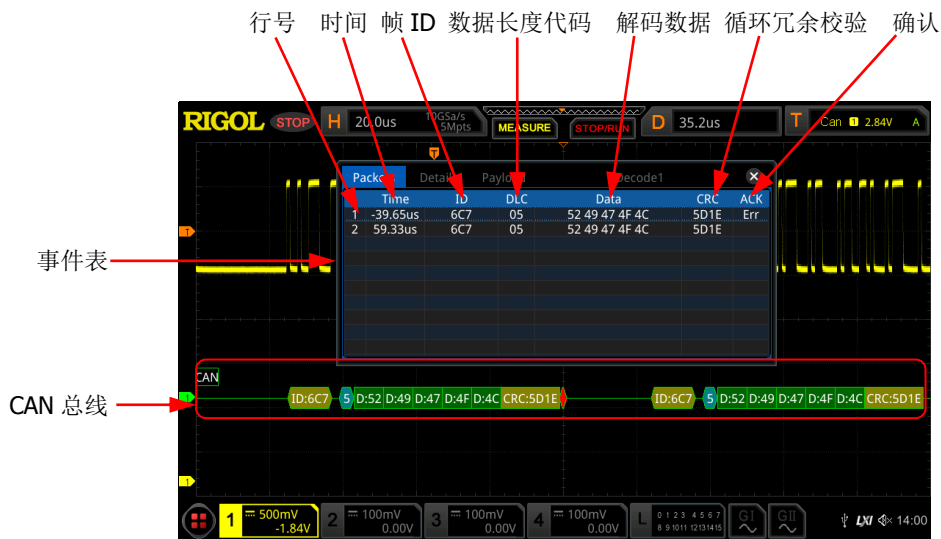 行号 时间 帧 ID 数据长度代码 解码数据 循环冗余校验 确认
RIGOL STOP H 20.0us 10GSa/s 5Mpts MEASURE STOP/RUN D 35.2us T Can 1 2.84V A
T
Packets Details Payload Decode1
Time ID DLC Data CRC ACK
1 -39.65us 6C7 05 52 49 47 4F 4C 5D1E Err
2 59.33us 6C7 05 52 49 47 4F 4C 5D1E
T
事件表
CAN
CAN 总线
1 ID:6C7 5 D:52 D:49 D:47 D:4F D:4C CRC:5D1E ID:6C7 5 D:52 D:49 D:47 D:4F D:4C CRC:5D1E
1
1 500mV -1.84V 2 100mV 0.00V 3 100mV 0.00V 4 100mV 0.00V L 0 1 2 3 4 5 6 7 8 9 10 11 12 13 14 15 GI GII LXI 14:00